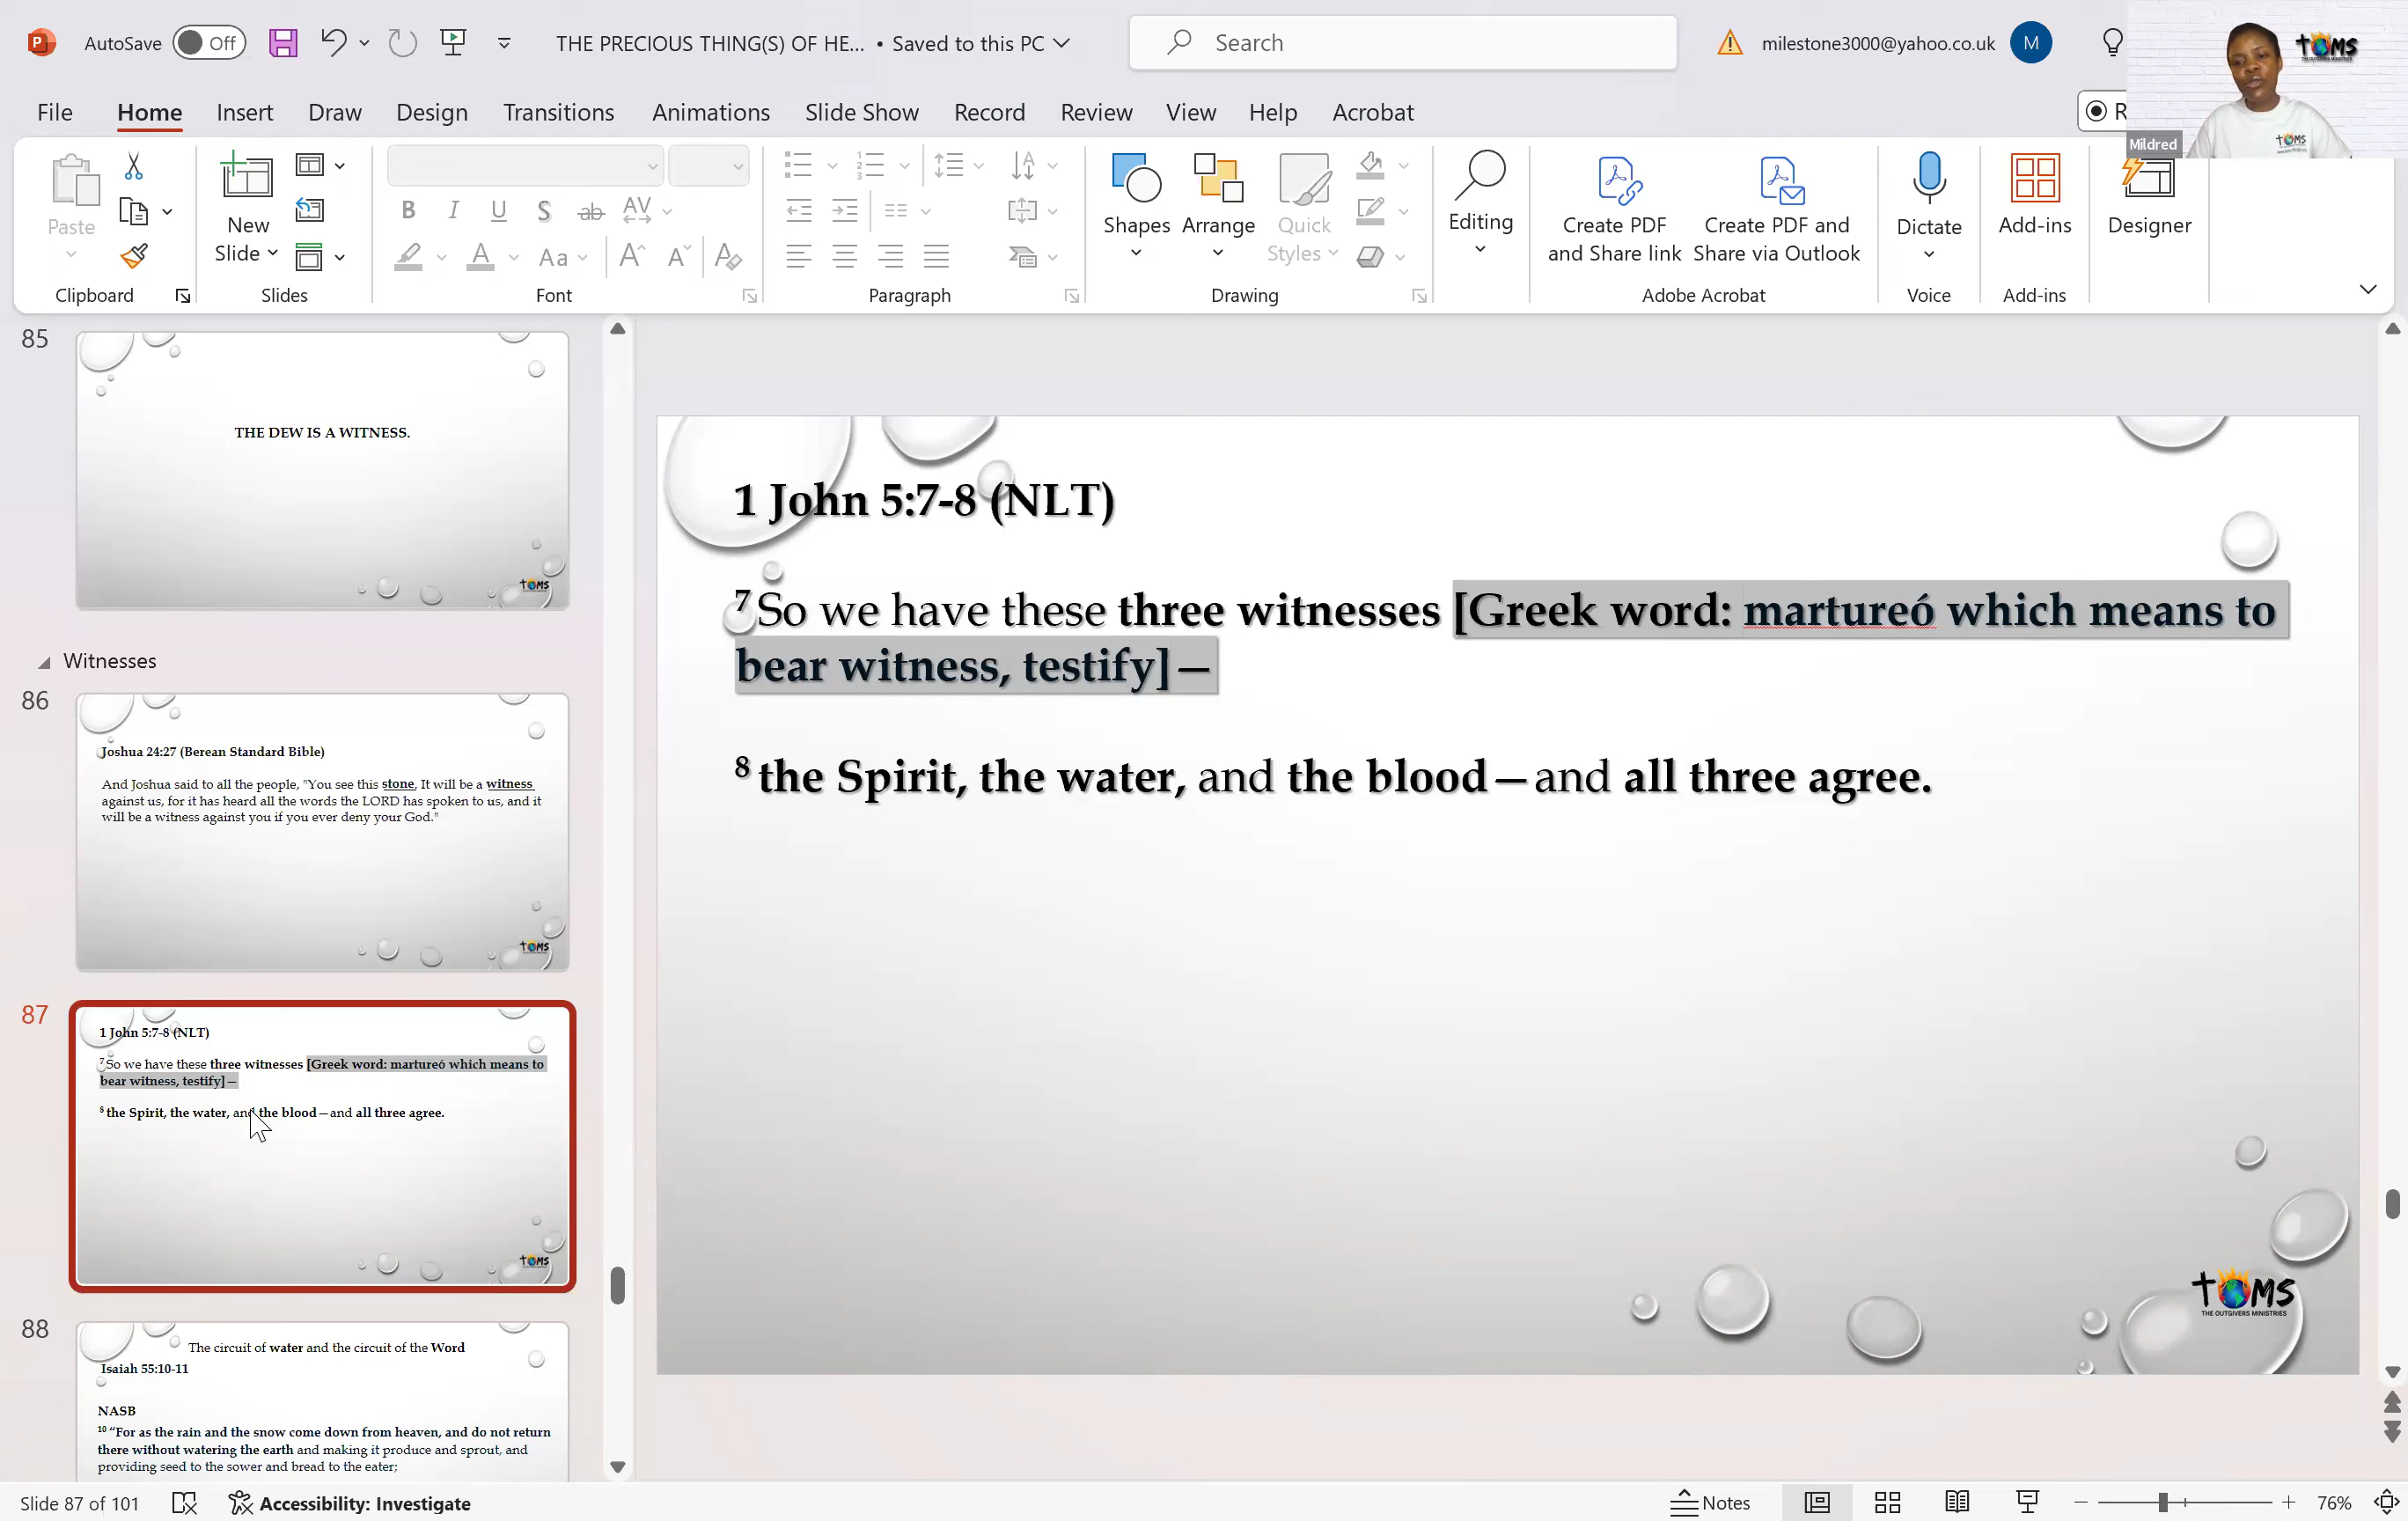 AutoSave Off THE PRECIOUS THING(S) OF HE... • Saved to this PC Search milestone3000@yahoo.co.uk M
TOMS
File Home Insert Draw Design Transitions Animations Slide Show Record Review View Help Acrobat R
Mildred
TOMS
Paste
New
Slide
B I U S ab AV
Aa A A
Shapes
Arrange
Quick
Styles
Editing
Create PDF
and Share link
Create PDF and
Share via Outlook
Dictate
Add-ins
Designer
Clipboard Slides Font Paragraph Drawing Adobe Acrobat Voice Add-ins
85
THE DEW IS A WITNESS.
TOMS
Witnesses
86
Joshua 24:27 (Berean Standard Bible)
And Joshua said to all the people, "You see this stone. It will be a witness
against us, for it has heard all the words the LORD has spoken to us, and it
will be a witness against you if you ever deny your God."
TOMS
87
1 John 5:7-8 (NLT)
7 So we have these three witnesses [Greek word: martureó which means to
bear witness, testify]—
8 the Spirit, the water, and the blood—and all three agree.
TOMS
88
The circuit of water and the circuit of the Word
Isaiah 55:10-11
NASB
10 “For as the rain and the snow come down from heaven, and do not return
there without watering the earth and making it produce and sprout, and
providing seed to the sower and bread to the eater;
1 John 5:7-8 (NLT)
7 So we have these three witnesses [Greek word: martureó which means to
bear witness, testify]—
8 the Spirit, the water, and the blood—and all three agree.
TOMS
THE OUTGIVERS MINISTRIES
Slide 87 of 101 Accessibility: Investigate Notes 76%